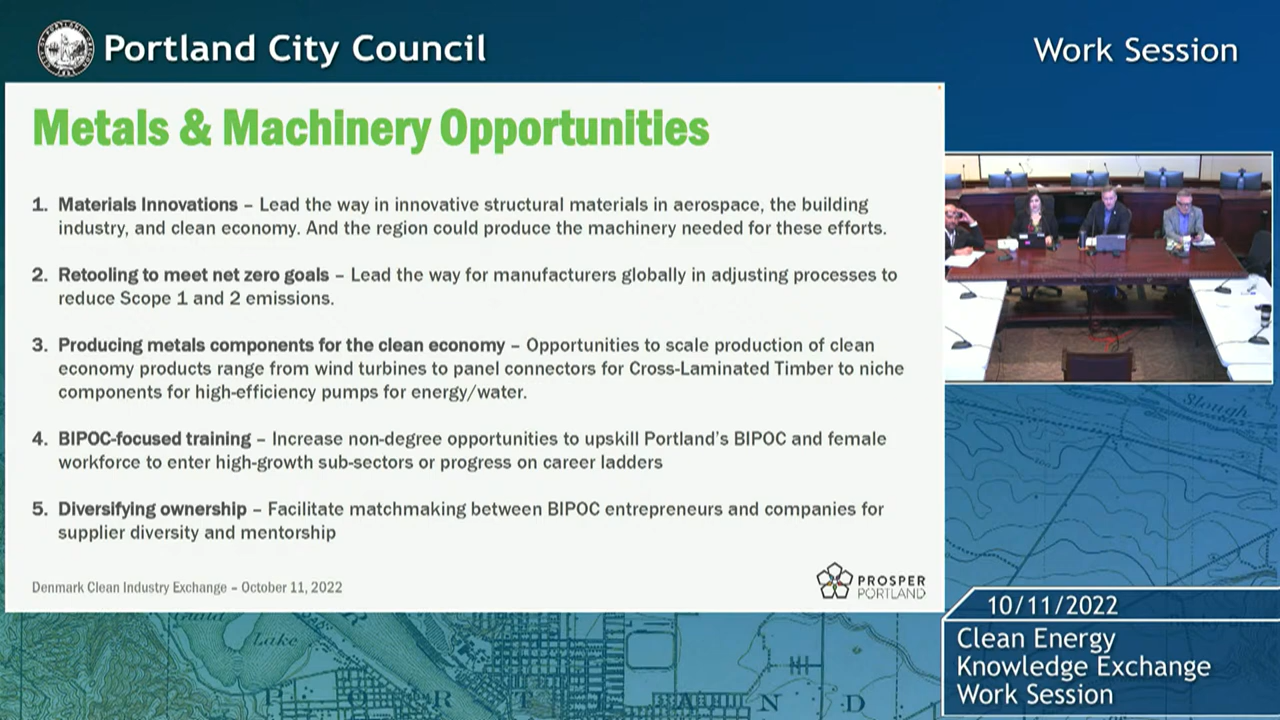 Portland City Council
Work Session
Metals & Machinery Opportunities
1. Materials Innovations – Lead the way in innovative structural materials in aerospace, the building
industry, and clean economy. And the region could produce the machinery needed for these efforts.
2. Retooling to meet net zero goals – Lead the way for manufacturers globally in adjusting processes to
reduce Scope 1 and 2 emissions.
3. Producing metals components for the clean economy – Opportunities to scale production of clean
economy products range from wind turbines to panel connectors for Cross-Laminated Timber to niche
components for high-efficiency pumps for energy/water.
4. BIPOC-focused training – Increase non-degree opportunities to upskill Portland's BIPOC and female
workforce to enter high-growth sub-sectors or progress on career ladders
5. Diversifying ownership – Facilitate matchmaking between BIPOC entrepreneurs and companies for
supplier diversity and mentorship
Denmark Clean Industry Exchange – October 11, 2022
PROSPER
PORTLAND
Slough
10/11/2022
Clean Energy
Knowledge Exchange
Work Session
Guild
Lake
P O R T L A N D